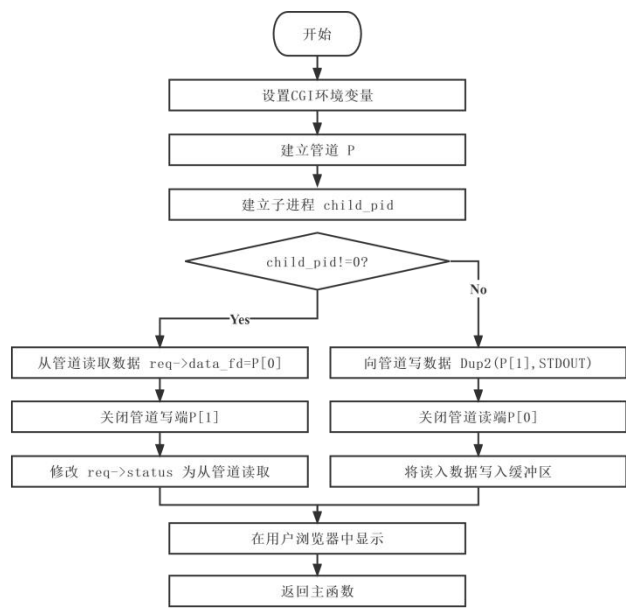 开始
设置CGI环境变量
建立管道 P
建立子进程 child_pid
child_pid!=0?
Yes
No
从管道读取数据 req->data_fd=P[0]
向管道写数据 Dup2(P[1],STDOUT)
关闭管道写端P[1]
关闭管道读端P[0]
修改 req->status 为从管道读取
将读入数据写入缓冲区
在用户浏览器中显示
返回主函数